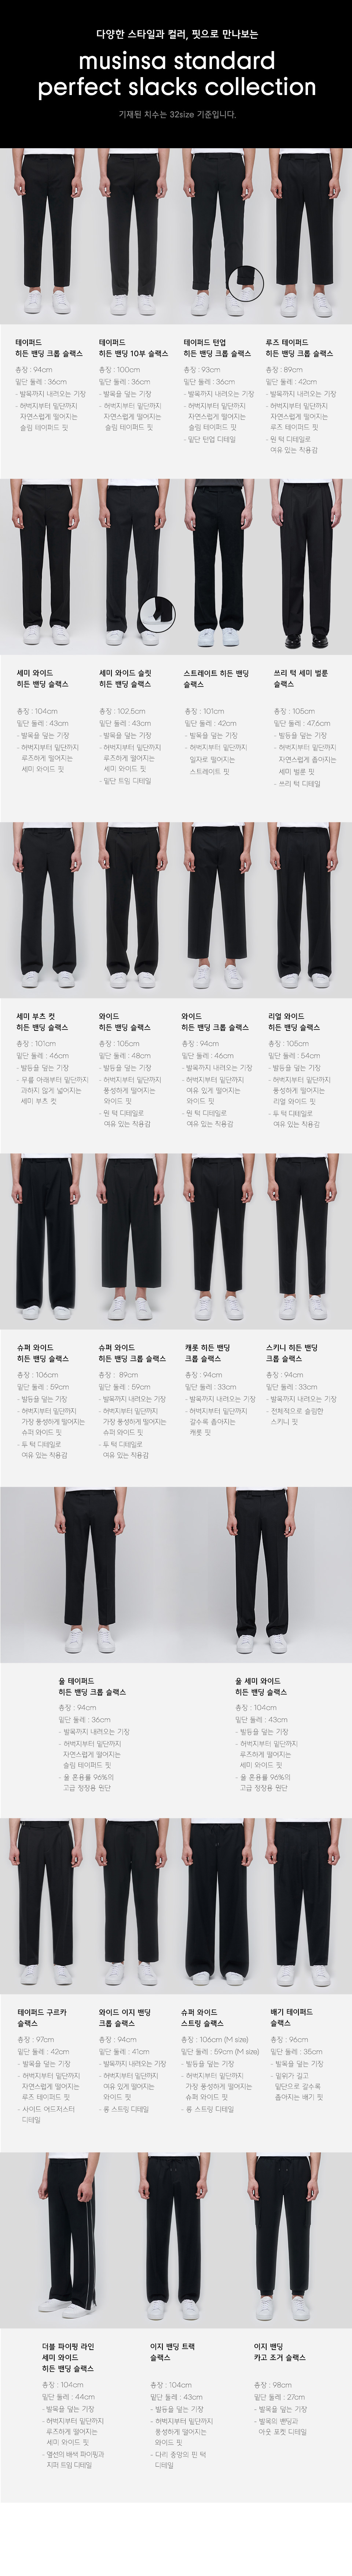 다양한 스타일과 컬러, 핏으로 만나보는
musinsa standard
perfect slacks collection
기재된 치수는 32size 기준입니다.
테이퍼드
히든 밴딩 크롭 슬랙스
총장 : 94cm
밑단 둘레 : 36cm
- 발목까지 내려오는 기장
- 허벅지부터 밑단까지
자연스럽게 떨어지는
슬림 테이퍼드 핏
테이퍼드
히든 밴딩 10부 슬랙스
총장 : 100cm
밑단 둘레 : 36cm
- 발목을 덮는 기장
- 허벅지부터 밑단까지
자연스럽게 떨어지는
슬림 테이퍼드 핏
테이퍼드 턴업
히든 밴딩 크롭 슬랙스
총장 : 93cm
밑단 둘레 : 36cm
- 발목까지 내려오는 기장
- 허벅지부터 밑단까지
자연스럽게 떨어지는
슬림 테이퍼드 핏
- 밑단 턴업 디테일
루즈 테이퍼드
히든 밴딩 크롭 슬랙스
총장 : 89cm
밑단 둘레 : 42cm
- 발목까지 내려오는 기장
- 허벅지부터 밑단까지
자연스럽게 떨어지는
루즈 테이퍼드 핏
- 원 턱 디테일로
여유 있는 착용감
세미 와이드
히든 밴딩 슬랙스
총장 : 104cm
밑단 둘레 : 43cm
- 발목을 덮는 기장
- 허벅지부터 밑단까지
루즈하게 떨어지는
세미 와이드 핏
세미 와이드 슬릿
히든 밴딩 슬랙스
총장 : 102.5cm
밑단 둘레 : 43cm
- 발목을 덮는 기장
- 허벅지부터 밑단까지
루즈하게 떨어지는
세미 와이드 핏
- 밑단 트임 디테일
스트레이트 히든 밴딩
슬랙스
총장 : 101cm
밑단 둘레 : 42cm
- 발목을 덮는 기장
- 허벅지부터 밑단까지
일자로 떨어지는
스트레이트 핏
쓰리 턱 세미 벌룬
슬랙스
총장 : 105cm
밑단 둘레 : 47.6cm
- 발등을 덮는 기장
- 허벅지부터 밑단까지
자연스럽게 좁아지는
세미 벌룬 핏
- 쓰리 턱 디테일
세미 부츠 컷
히든 밴딩 슬랙스
총장 : 101cm
밑단 둘레 : 46cm
- 발등을 덮는 기장
- 무릎 아래부터 밑단까지
과하지 않게 넓어지는
세미 부츠 컷
와이드
히든 밴딩 슬랙스
총장 : 105cm
밑단 둘레 : 48cm
- 발등을 덮는 기장
- 허벅지부터 밑단까지
풍성하게 떨어지는
와이드 핏
- 원 턱 디테일로
여유 있는 착용감
와이드
히든 밴딩 크롭 슬랙스
총장 : 94cm
밑단 둘레 : 46cm
- 발목까지 내려오는 기장
- 허벅지부터 밑단까지
여유 있게 떨어지는
와이드 핏
- 원 턱 디테일로
여유 있는 착용감
리얼 와이드
히든 밴딩 슬랙스
총장 : 105cm
밑단 둘레 : 54cm
- 발등을 덮는 기장
- 허벅지부터 밑단까지
풍성하게 떨어지는
리얼 와이드 핏
- 투 턱 디테일로
여유 있는 착용감
슈퍼 와이드
히든 밴딩 슬랙스
총장 : 106cm
밑단 둘레 : 59cm
- 발등을 덮는 기장
- 허벅지부터 밑단까지
가장 풍성하게 떨어지는
슈퍼 와이드 핏
- 투 턱 디테일로
여유 있는 착용감
슈퍼 와이드
히든 밴딩 크롭 슬랙스
총장 : 89cm
밑단 둘레 : 59cm
- 발목까지 내려오는 기장
- 허벅지부터 밑단까지
가장 풍성하게 떨어지는
슈퍼 와이드 핏
- 투 턱 디테일로
여유 있는 착용감
캐롯 히든 밴딩
크롭 슬랙스
총장 : 94cm
밑단 둘레 : 33cm
- 발목까지 내려오는 기장
- 허벅지부터 밑단까지
갈수록 좁아지는
캐롯 핏
스키니 히든 밴딩
크롭 슬랙스
총장 : 94cm
밑단 둘레 : 33cm
- 발목까지 내려오는 기장
- 전체적으로 슬림한
스키니 핏
울 테이퍼드
히든 밴딩 크롭 슬랙스
총장 : 94cm
밑단 둘레 : 36cm
- 발목까지 내려오는 기장
- 허벅지부터 밑단까지
자연스럽게 떨어지는
슬림 테이퍼드 핏
- 울 혼용률 96%의
고급 정장용 원단
울 세미 와이드
히든 밴딩 슬랙스
총장 : 104cm
밑단 둘레 : 43cm
- 발등을 덮는 기장
- 허벅지부터 밑단까지
루즈하게 떨어지는
세미 와이드 핏
- 울 혼용률 96%의
고급 정장용 원단
테이퍼드 구르카
슬랙스
총장 : 97cm
밑단 둘레 : 42cm
- 발목을 덮는 기장
- 허벅지부터 밑단까지
자연스럽게 떨어지는
루즈 테이퍼드 핏
- 사이드 어드저스터
디테일
와이드 이지 밴딩
크롭 슬랙스
총장 : 94cm
밑단 둘레 : 41cm
- 발목까지 내려오는 기장
- 허벅지부터 밑단까지
여유 있게 떨어지는
와이드 핏
- 롱 스트링 디테일
슈퍼 와이드
스트링 슬랙스
총장 : 106cm (M size)
밑단 둘레 : 59cm (M size)
- 발등을 덮는 기장
- 허벅지부터 밑단까지
가장 풍성하게 떨어지는
슈퍼 와이드 핏
- 롱 스트링 디테일
배기 테이퍼드
슬랙스
총장 : 96cm
밑단 둘레 : 35cm
- 발목을 덮는 기장
- 밑위가 길고
밑단으로 갈수록
좁아지는 배기 핏
더블 파이핑 라인
세미 와이드
히든 밴딩 슬랙스
총장 : 104cm
밑단 둘레 : 44cm
- 발목을 덮는 기장
- 허벅지부터 밑단까지
루즈하게 떨어지는
세미 와이드 핏
- 옆선의 배색 파이핑과
지퍼 트임 디테일
이지 밴딩 트랙
슬랙스
총장 : 104cm
밑단 둘레 : 43cm
- 발등을 덮는 기장
- 허벅지부터 밑단까지
풍성하게 떨어지는
와이드 핏
- 다리 중앙의 핀 턱
디테일
이지 밴딩
카고 조거 슬랙스
총장 : 98cm
밑단 둘레 : 27cm
- 발목을 덮는 기장
- 발목의 밴딩과
아웃 포켓 디테일